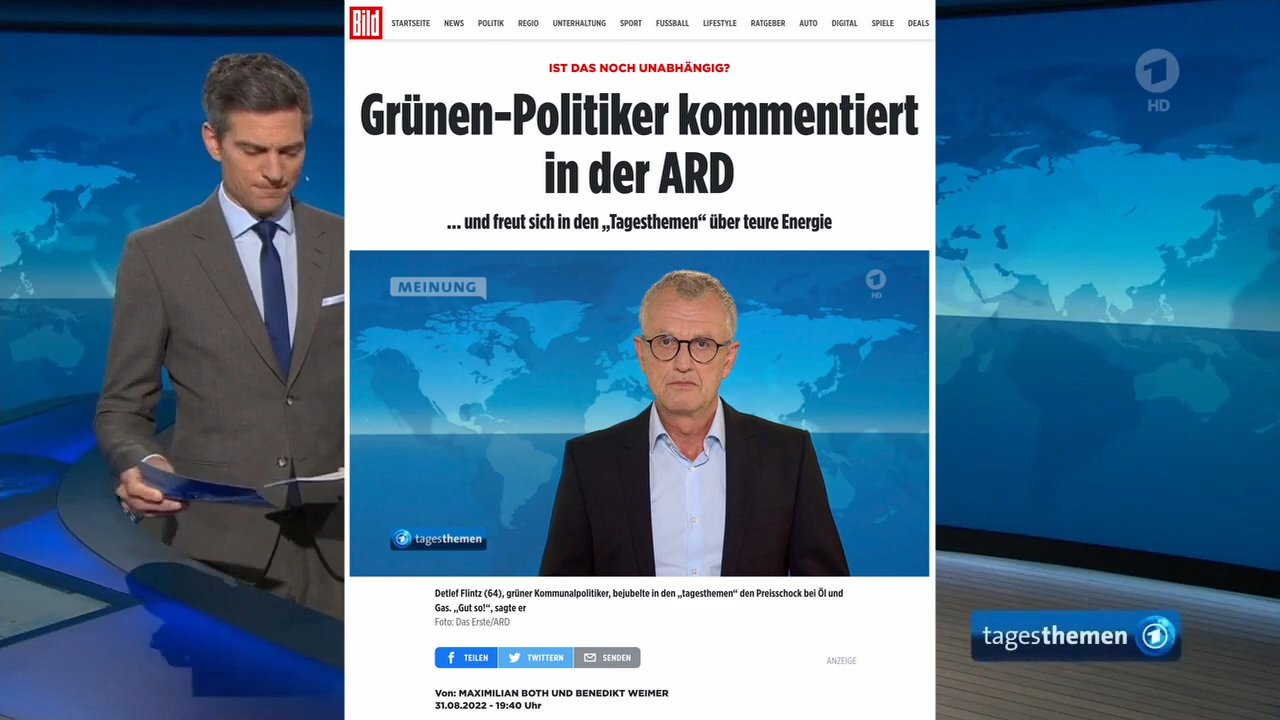 Bild
STARTSEITE NEWS POLITIK REGIO UNTERHALTUNG SPORT FUSSBALL LIFESTYLE RATGEBER AUTO DIGITAL SPIELE DEALS
IST DAS NOCH UNABHÄNGIG?
Grünen-Politiker kommentiert
in der ARD
... und freut sich in den „Tagesthemen“ über teure Energie
MEINUNG
1
HD
tagesthemen
Detlef Flintz (64), grüner Kommunalpolitiker, bejubelte in den „tagesthemen“ den Preisschock bei Öl und
Gas. „Gut so!“, sagte er
Foto: Das Erste/ARD
TEILEN TWITTERN SENDEN
ANZEIGE
Von: MAXIMILIAN BOTH UND BENEDIKT WEIMER
31.08.2022 - 19:40 Uhr
1
HD
tagesthemen 1